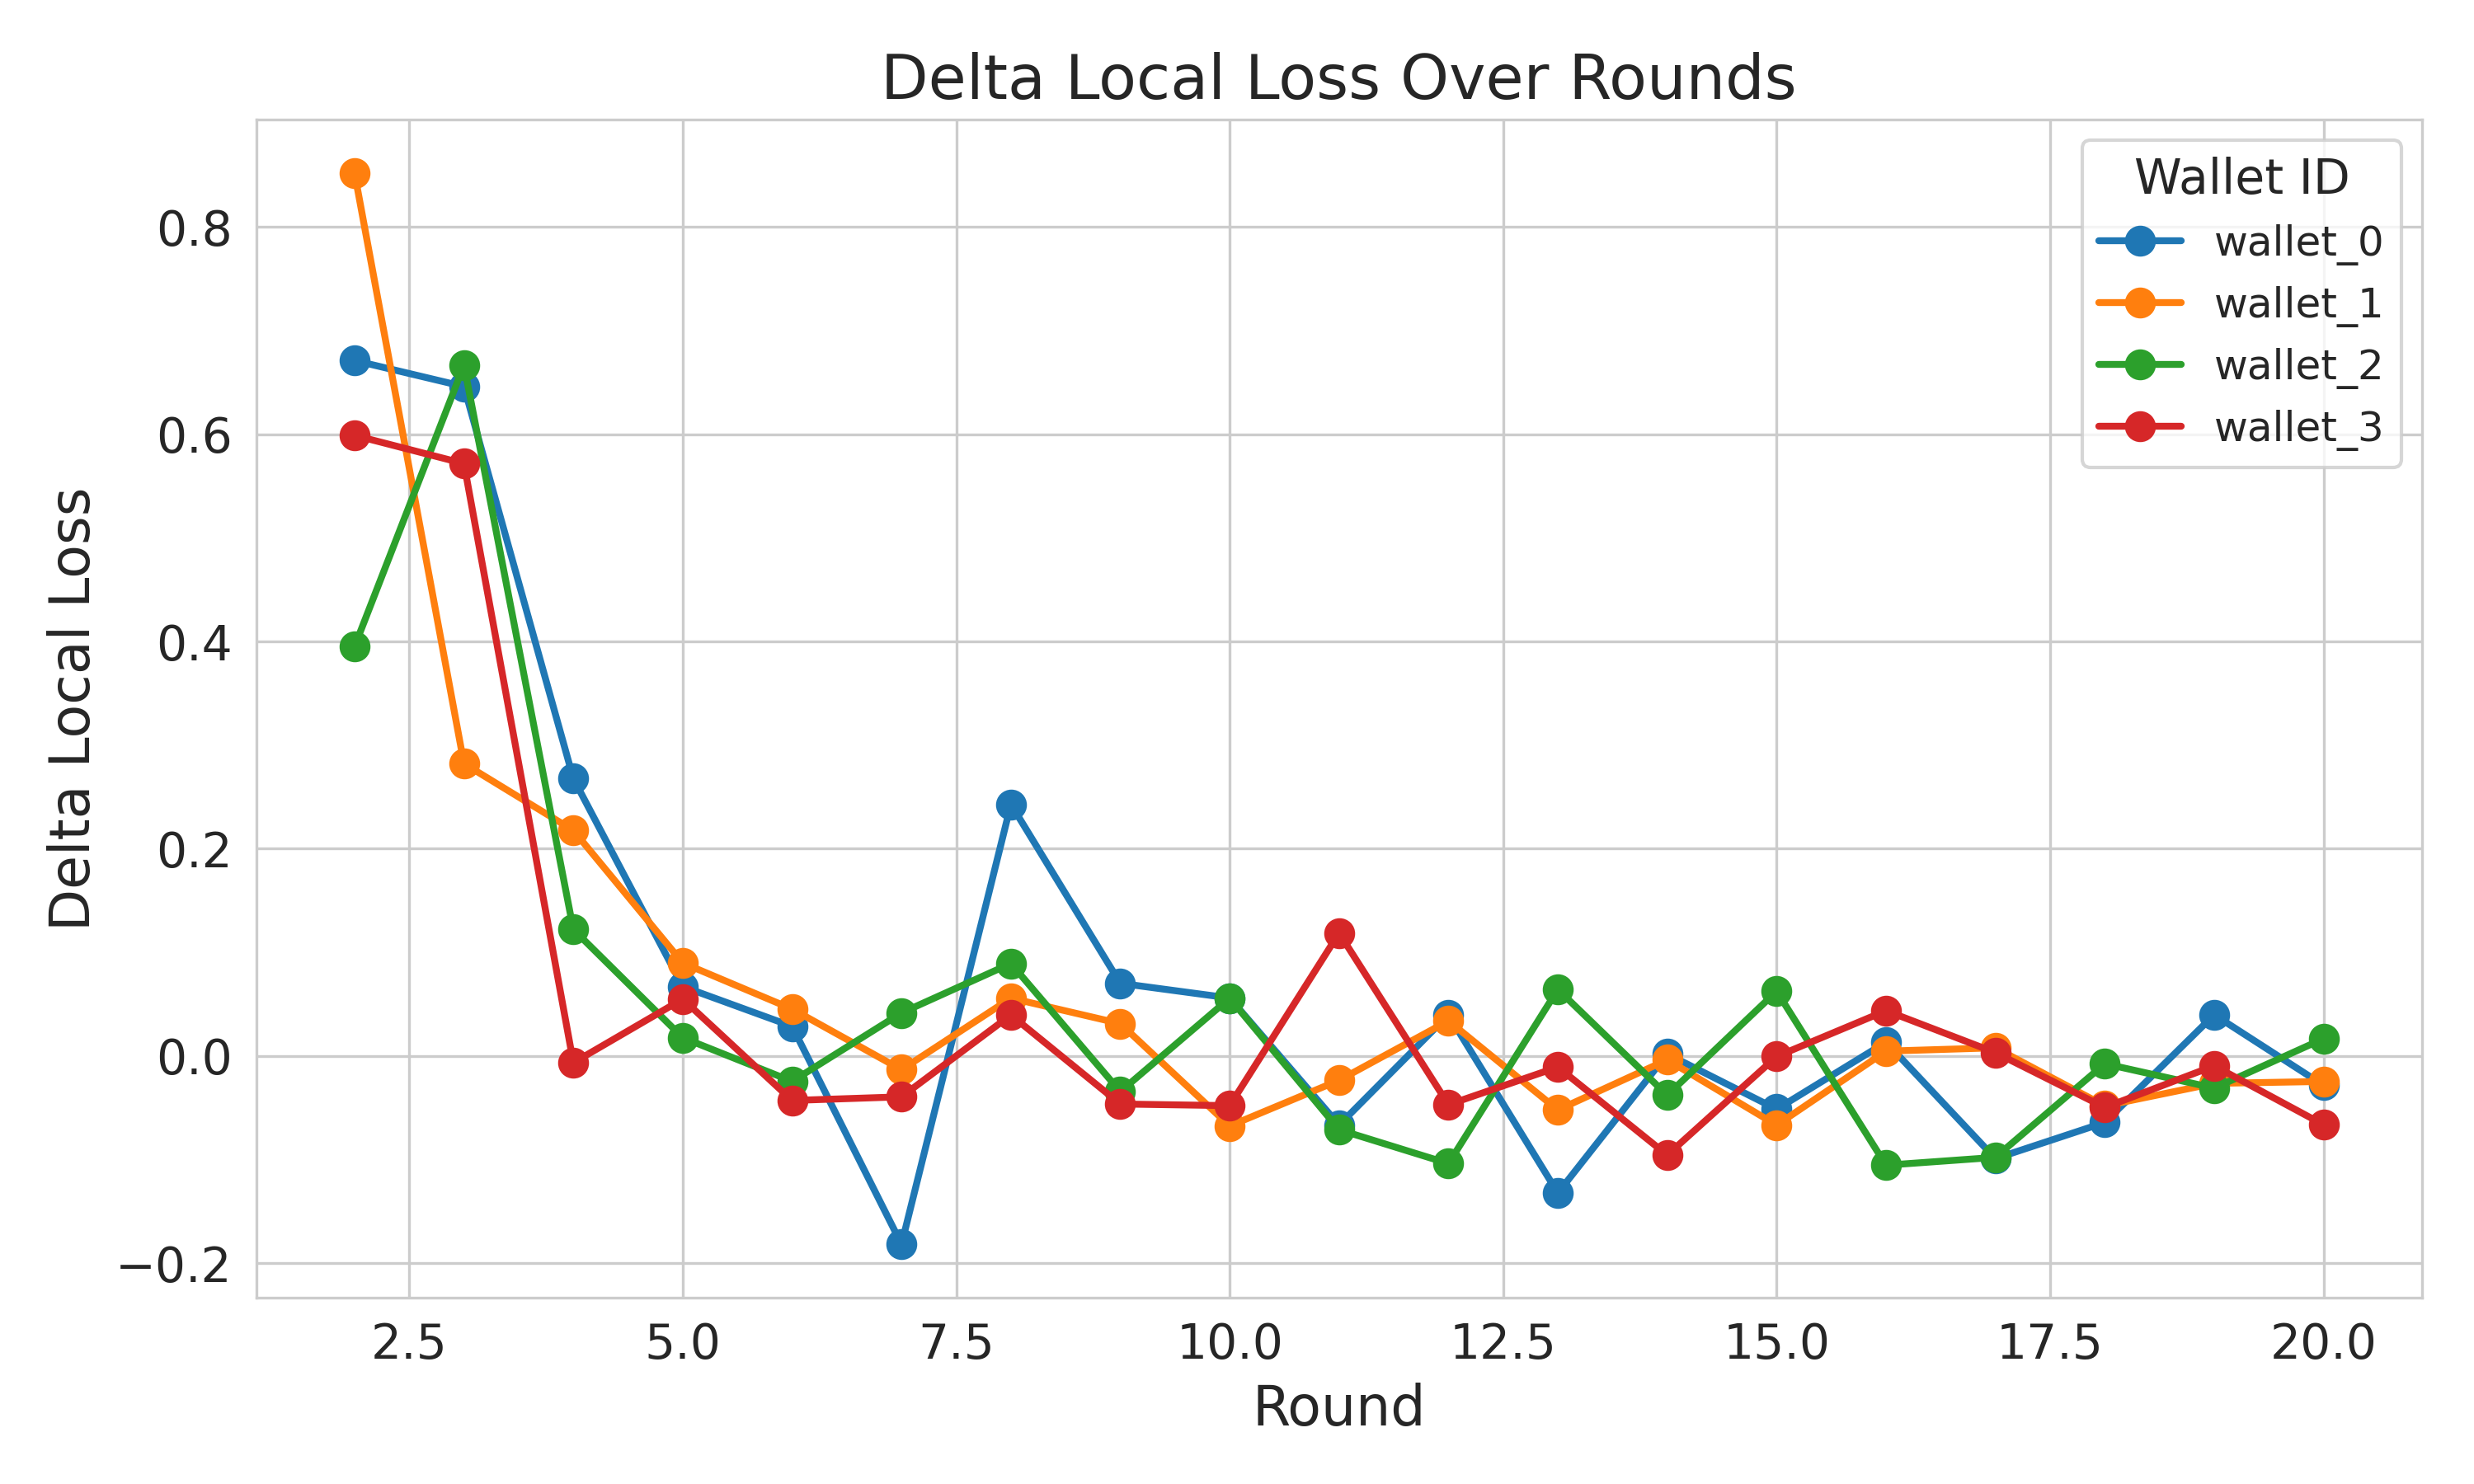 Delta Local Loss Over Rounds
Delta Local Loss
0.8
0.6
0.4
0.2
0.0
−0.2
2.5 5.0 7.5 10.0 12.5 15.0 17.5 20.0
Round
Wallet ID
wallet_0
wallet_1
wallet_2
wallet_3